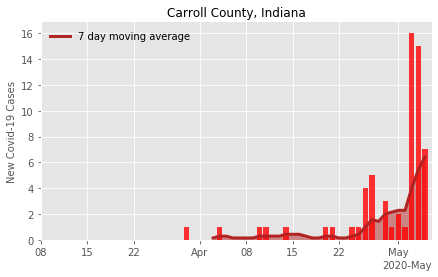 Carroll County, Indiana
7 day moving average
New Covid-19 Cases
16
14
12
10
8
6
4
2
0
08 15 22 Apr 08 15 22 May
2020-May